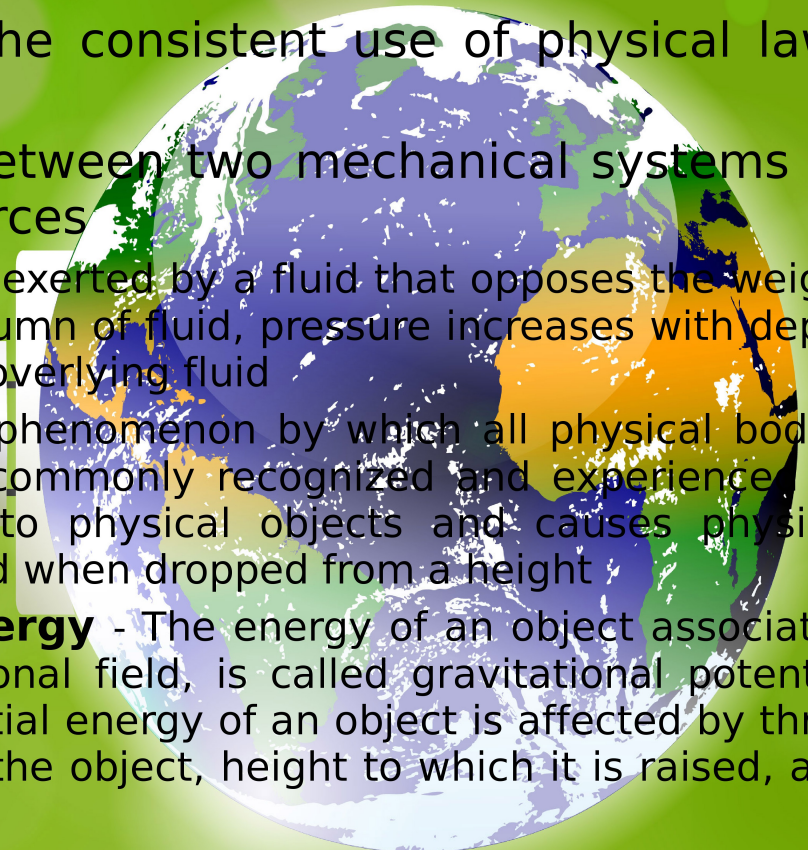 he consistent use of physical law
etween two mechanical systems
rces
exerted by a fluid that opposes the weig
umn of fluid, pressure increases with dep
overlying fluid
phenomenon by which all physical bod
commonly recognized and experienced
to physical objects and causes physi
d when dropped from a height
ergy - The energy of an object associat
onal field, is called gravitational potent
tial energy of an object is affected by thr
the object, height to which it is raised, a